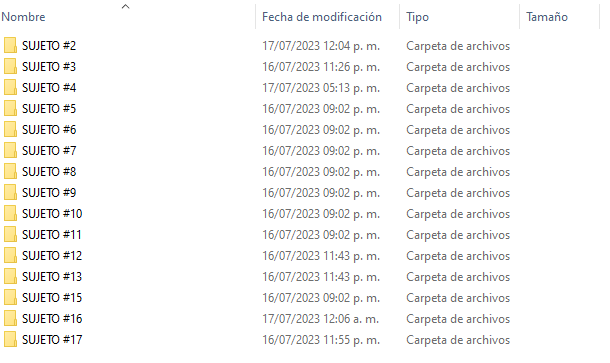 Nombre Fecha de modificación Tipo Tamaño
SUJETO #2 17/07/2023 12:04 p. m. Carpeta de archivos
SUJETO #3 16/07/2023 11:26 p. m. Carpeta de archivos
SUJETO #4 17/07/2023 05:13 p. m. Carpeta de archivos
SUJETO #5 16/07/2023 09:02 p. m. Carpeta de archivos
SUJETO #6 16/07/2023 09:02 p. m. Carpeta de archivos
SUJETO #7 16/07/2023 09:02 p. m. Carpeta de archivos
SUJETO #8 16/07/2023 09:02 p. m. Carpeta de archivos
SUJETO #9 16/07/2023 09:02 p. m. Carpeta de archivos
SUJETO #10 16/07/2023 09:02 p. m. Carpeta de archivos
SUJETO #11 16/07/2023 09:02 p. m. Carpeta de archivos
SUJETO #12 16/07/2023 11:43 p. m. Carpeta de archivos
SUJETO #13 16/07/2023 11:43 p. m. Carpeta de archivos
SUJETO #15 16/07/2023 09:02 p. m. Carpeta de archivos
SUJETO #16 17/07/2023 12:06 a. m. Carpeta de archivos
SUJETO #17 16/07/2023 11:55 p. m. Carpeta de archivos